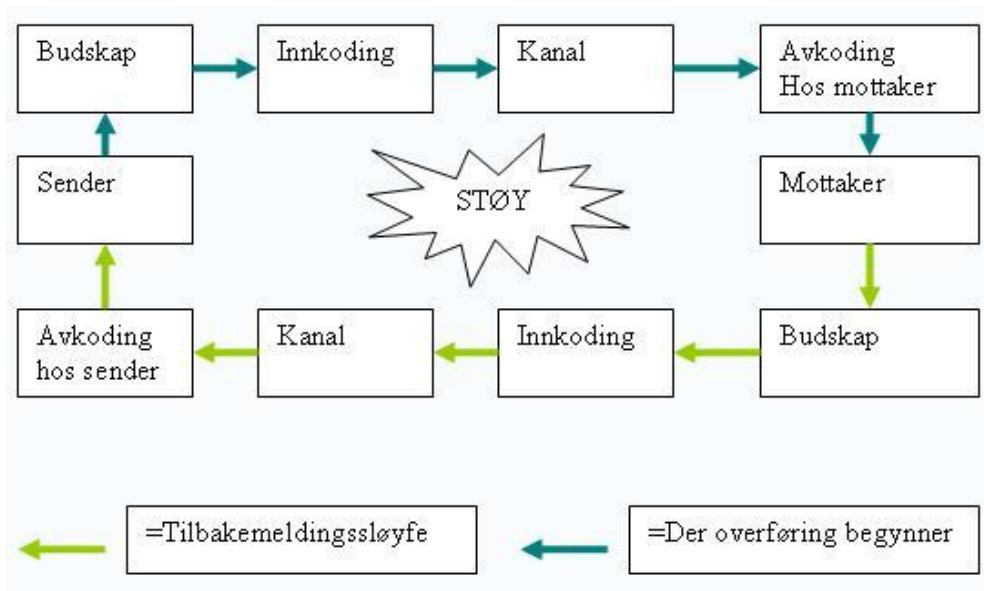 Budskap
Innkoding
Kanal
Avkoding
Hos mottaker
Sender
STØY
Mottaker
Avkoding
hos sender
Kanal
Innkoding
Budskap
=Tilbakemeldingssløyfe
=Der overføring begynner